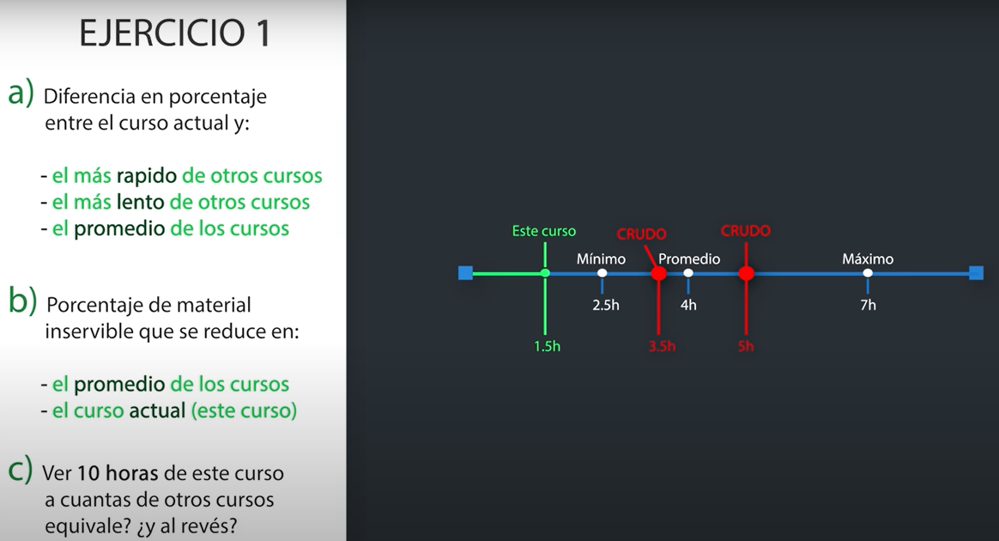 EJERCICIO 1
a) Diferencia en porcentaje
entre el curso actual y:
- el más rapido de otros cursos
- el más lento de otros cursos
- el promedio de los cursos
b) Porcentaje de material
inservible que se reduce en:
- el promedio de los cursos
- el curso actual (este curso)
c) Ver 10 horas de este curso
a cuantas de otros cursos
equivale? ¿y al revés?
Este curso
CRUDO
CRUDO
Mínimo
Promedio
Máximo
2.5h
4h
7h
1.5h
3.5h
5h